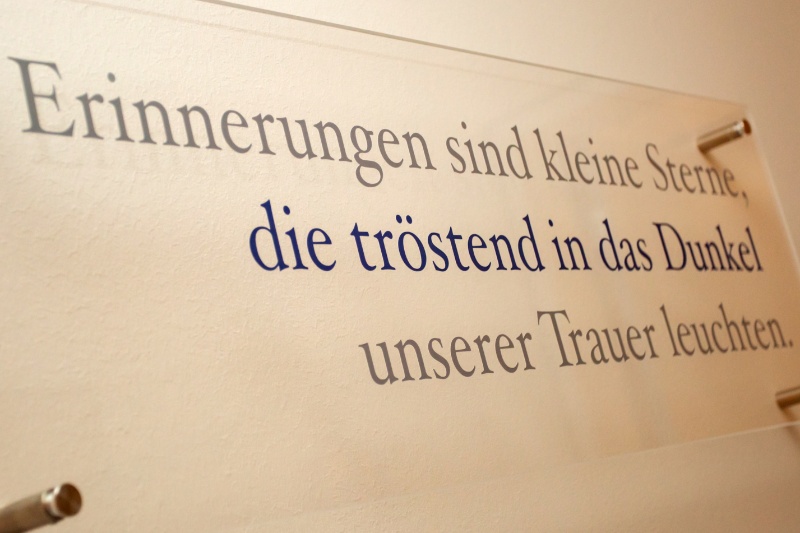 Erinnerungen sind kleine Sterne,
die tröstend in das Dunkel
unserer Trauer leuchten.